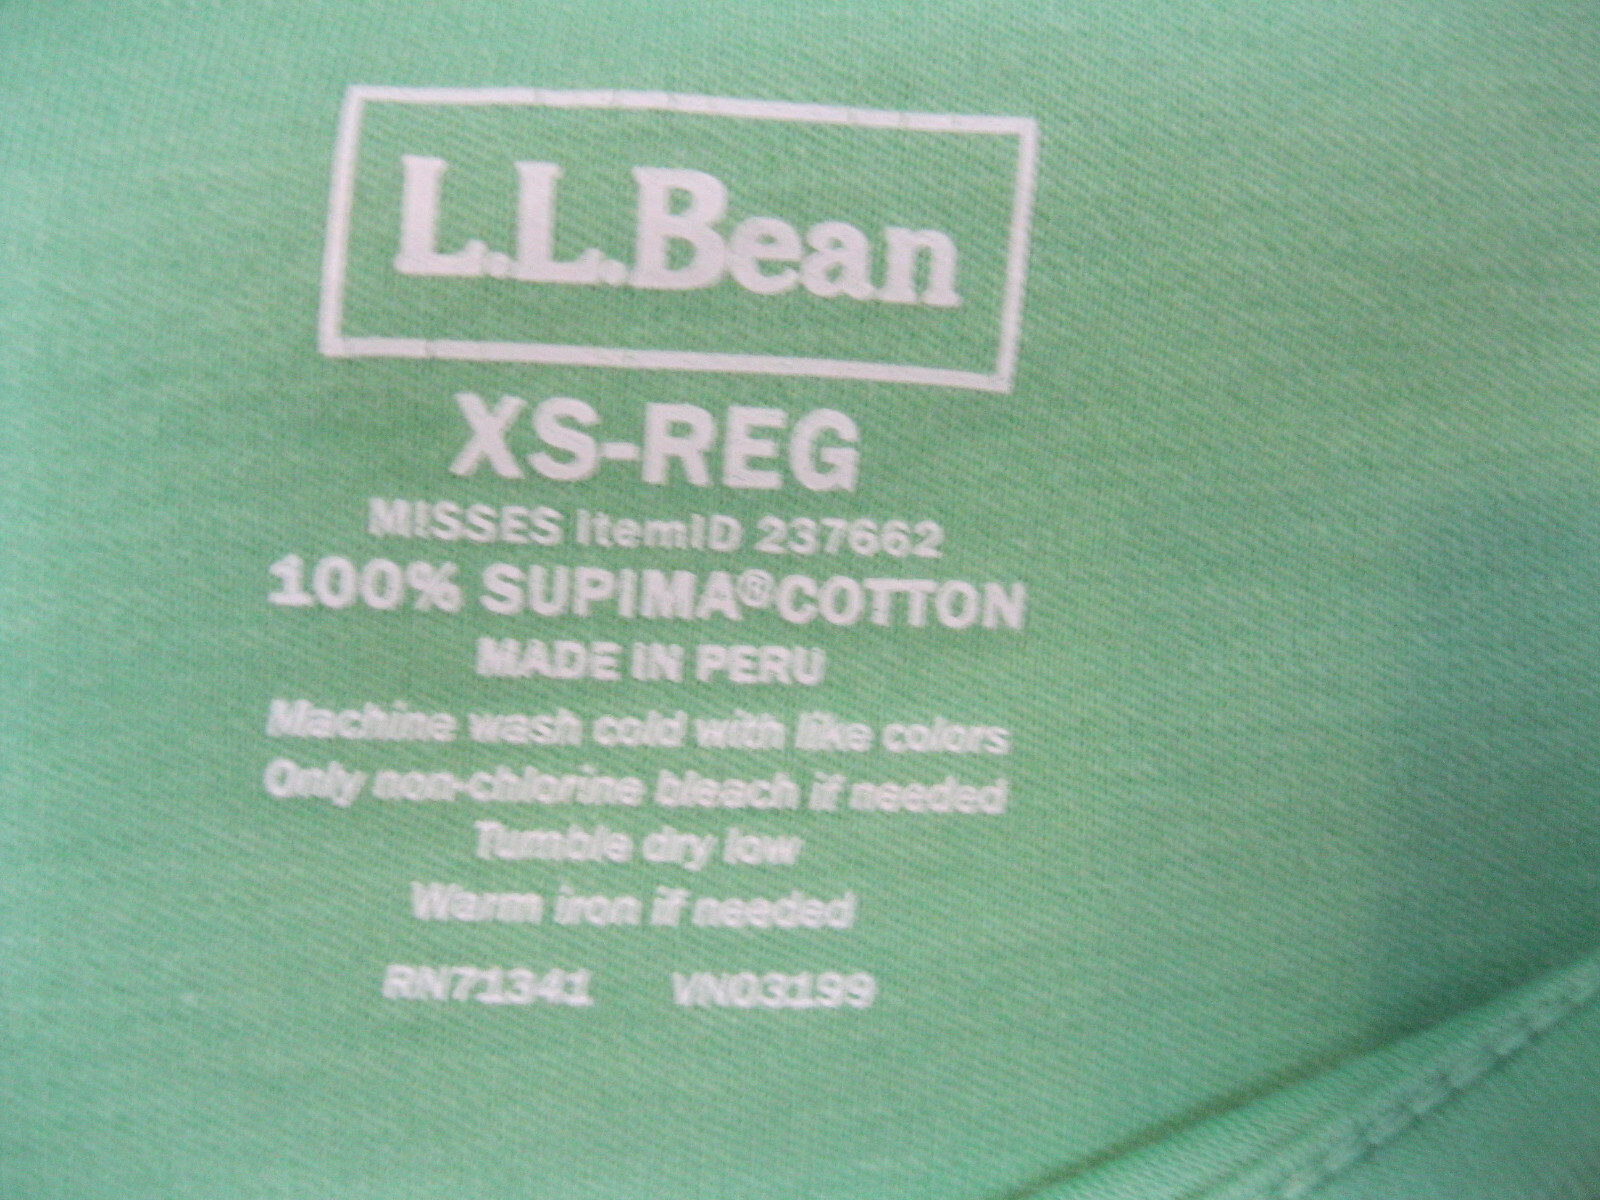 L.L.Bean
XS-REG
MISSES ItemID 237662
100% SUPIMA® COTTON
MADE IN PERU
Machine wash cold with like colors
Only non-chlorine bleach if needed
Tumble dry low
Warm iron if needed
RN71341 VN03199